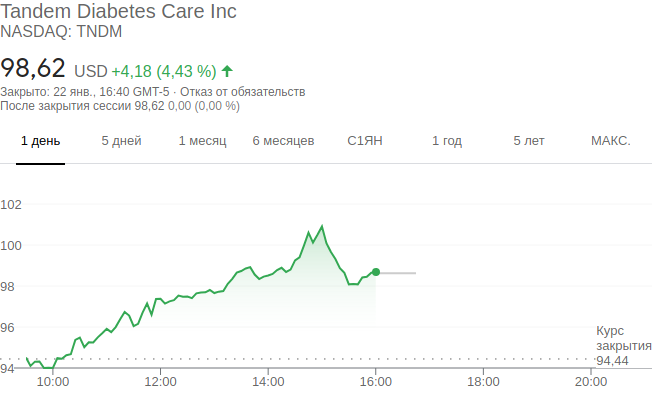 Tandem Diabetes Care Inc
NASDAQ: TNDM
98,62 USD +4,18 (4,43 %)
Закрыто: 22 янв., 16:40 GMT-5 · Отказ от обязательств
После закрытия сессии 98,62 0,00 (0,00 %)
1 день 5 дней 1 месяц 6 месяцев С1ЯН 1 год 5 лет МАКС.
102
100
98
96
Курс
закрытия
94,44
94
10:00 12:00 14:00 16:00 18:00 20:00